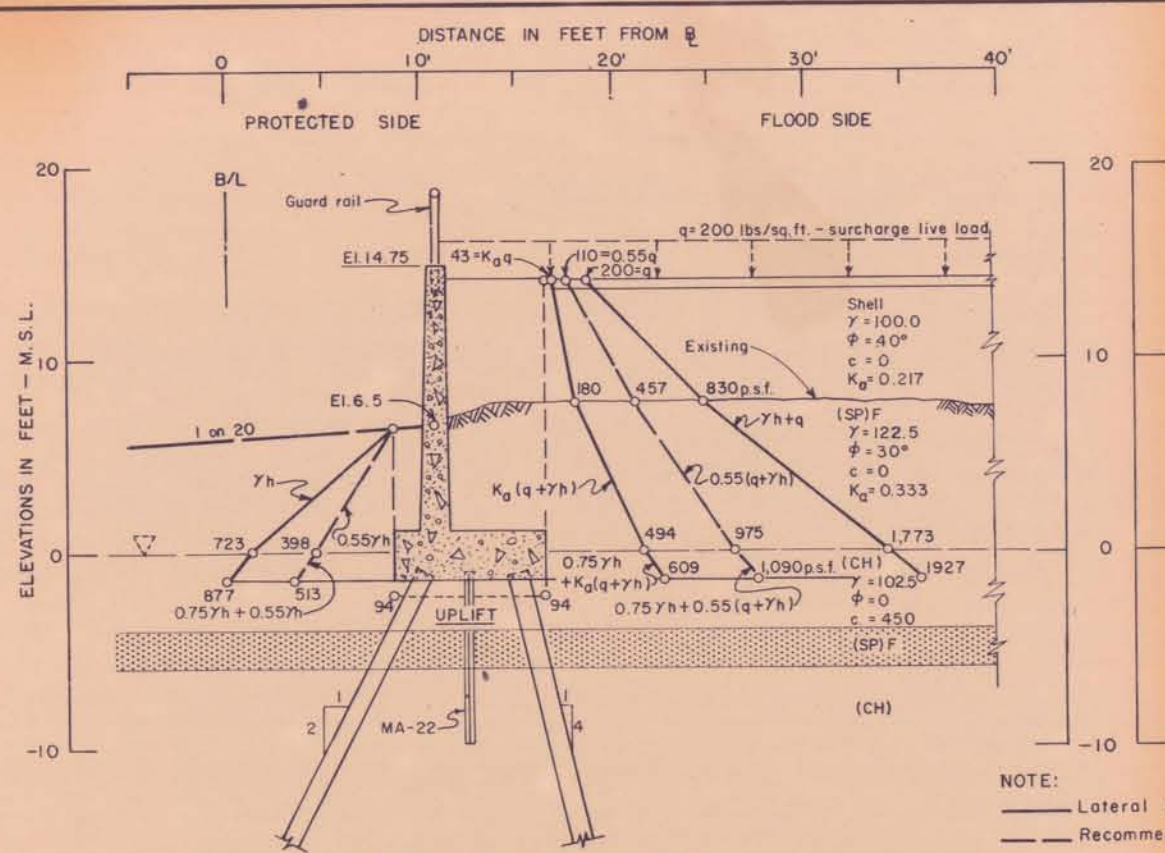 DISTANCE IN FEET FROM B/L
0 10' 20' 30' 40'
PROTECTED SIDE FLOOD SIDE
20 20 20
B/L
Guard rail
q=200 lbs/sq.ft. - surcharge live load
El.14.75
43=Kaq
110=0.55q
200=q
Shell
γ=100.0
φ=40°
c=0
Ka=0.217
ELEVATIONS IN FEET — M.S.L.
10 10
Existing
El.6.5
180 457 830 p.s.f.
(SP)F
γ=122.5
φ=30°
c=0
Ka=0.333
1 on 20
γh+q
γh
0.55γh
Ka(q+γh)
0.55(q+γh)
723 398 494 975 1,773
0 0 0
0.75γh
+Ka(q+γh)
609
1,090 p.s.f.
(CH)
γ=102.5
φ=0
c=450
1927
877 513
0.75γh+0.55γh
94 94
UPLIFT
0.75γh+0.55(q+γh)
(SP)F
(CH)
1
2
MA-22
1
4
-10 -10 -10
NOTE:
Lateral
Recomme